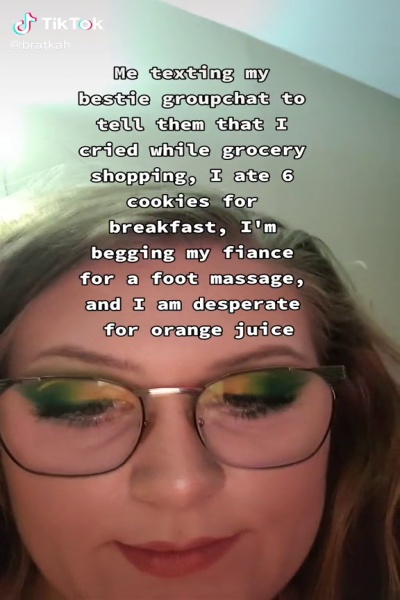 TikTok
@bratkah
Me texting my
bestie groupchat to
tell them that I
cried while grocery
shopping, I ate 6
cookies for
breakfast, I'm
begging my fiance
for a foot massage,
and I am desperate
for orange juice